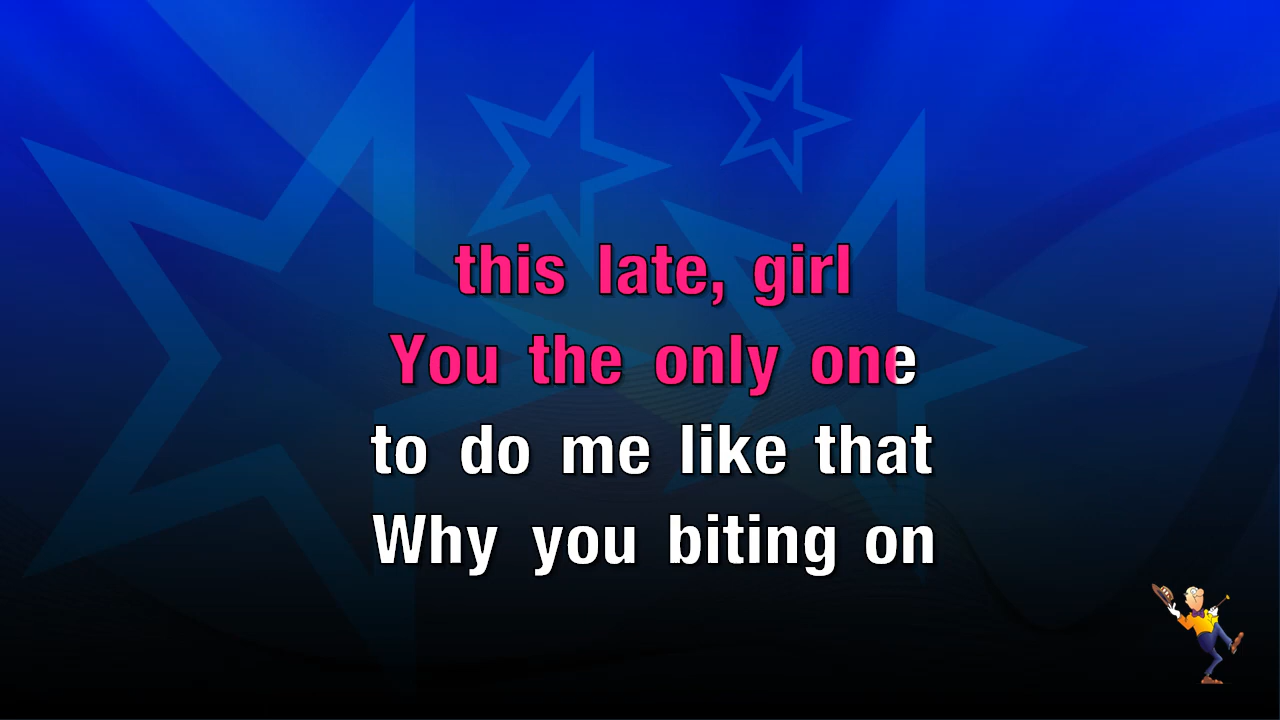 this late, girl
You the only one
to do me like that
Why you biting on